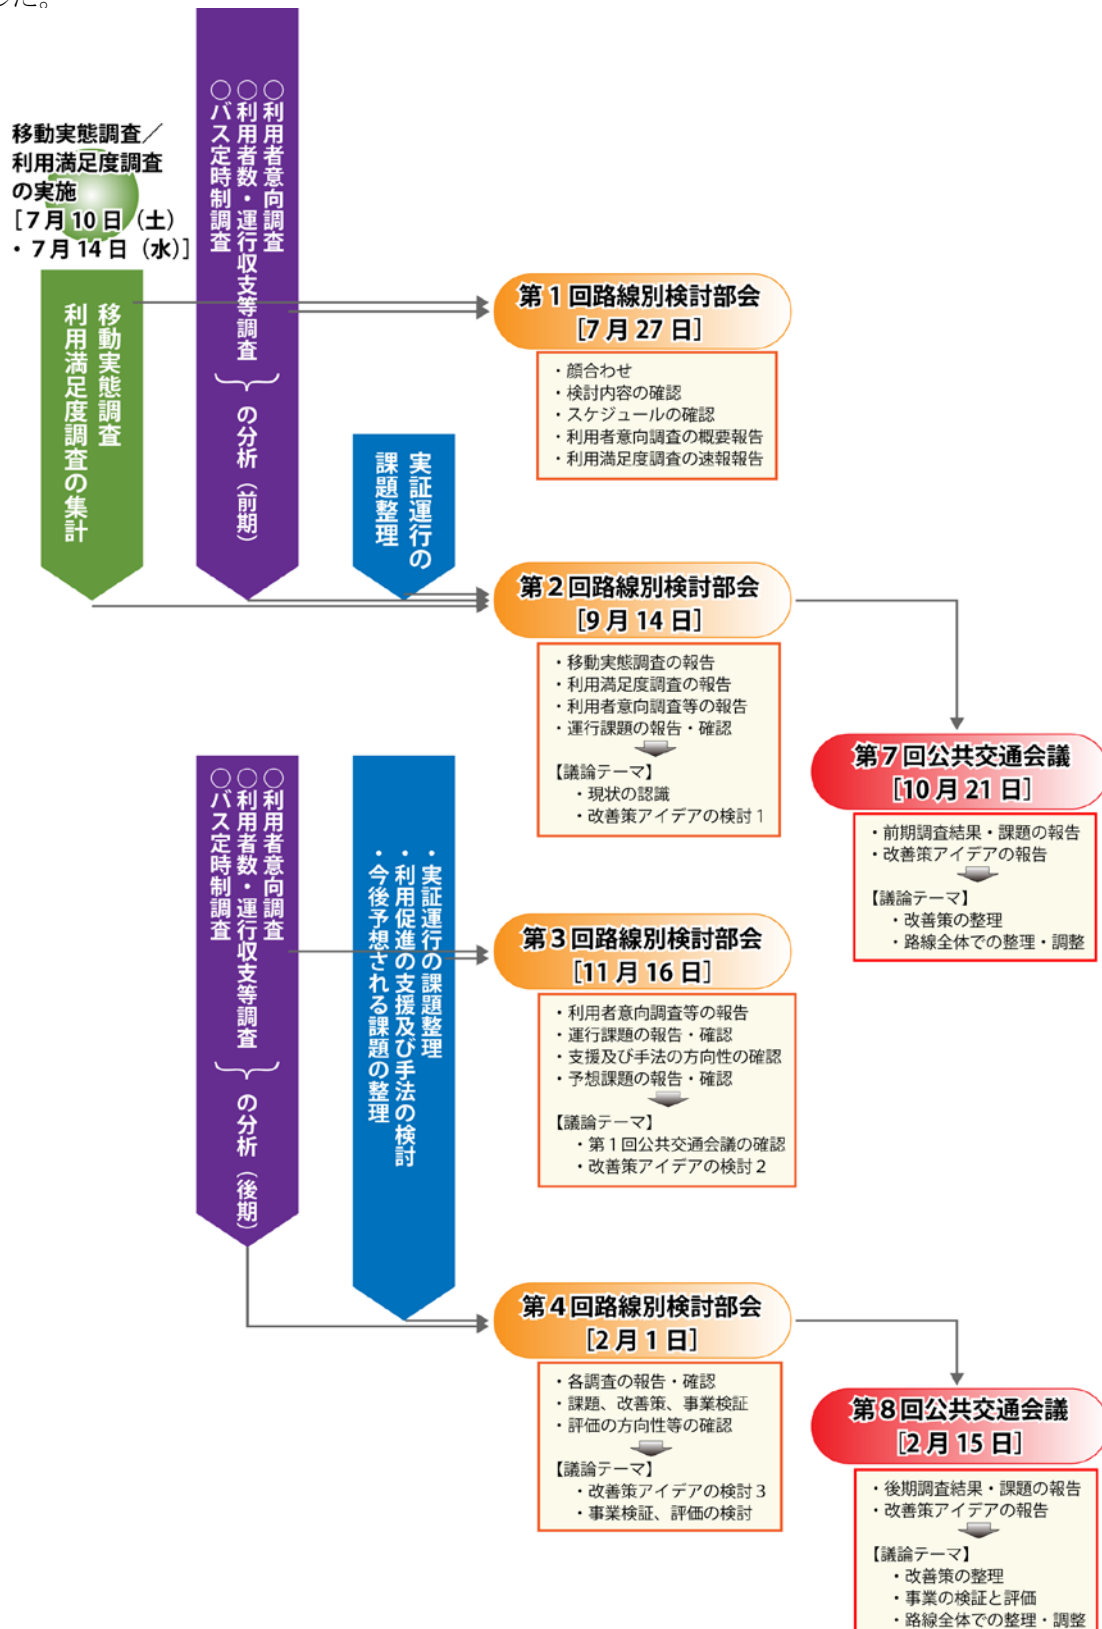 した。
移動実態調査／
利用満足度調査
の実施
［7月10日（土）
・7月14日（水）］
移動実態調査
利用満足度調査の集計
○利用者意向調査
○利用者数・運行収支等調査
○バス定時制調査
の分析（前期）
実証運行の
課題整理
第1回路線別検討部会
［7月27日］
・顔合わせ
・検討内容の確認
・スケジュールの確認
・利用者意向調査の概要報告
・利用満足度調査の速報報告
第2回路線別検討部会
［9月14日］
・移動実態調査の報告
・利用満足度調査の報告
・利用者意向調査等の報告
・運行課題の報告・確認
【議論テーマ】
・現状の認識
・改善策アイデアの検討1
第7回公共交通会議
［10月21日］
・前期調査結果・課題の報告
・改善策アイデアの報告
【議論テーマ】
・改善策の整理
・路線全体での整理・調整
○利用者意向調査
○利用者数・運行収支等調査
○バス定時制調査
の分析（後期）
・実証運行の課題整理
・利用促進の支援及び手法の検討
・今後予想される課題の整理
第3回路線別検討部会
［11月16日］
・利用者意向調査等の報告
・運行課題の報告・確認
・支援及び手法の方向性の確認
・予想課題の報告・確認
【議論テーマ】
・第1回公共交通会議の確認
・改善策アイデアの検討2
第4回路線別検討部会
［2月1日］
・各調査の報告・確認
・課題、改善策、事業検証
・評価の方向性等の確認
【議論テーマ】
・改善策アイデアの検討3
・事業検証、評価の検討
第8回公共交通会議
［2月15日］
・後期調査結果・課題の報告
・改善策アイデアの報告
【議論テーマ】
・改善策の整理
・事業の検証と評価
・路線全体での整理・調整